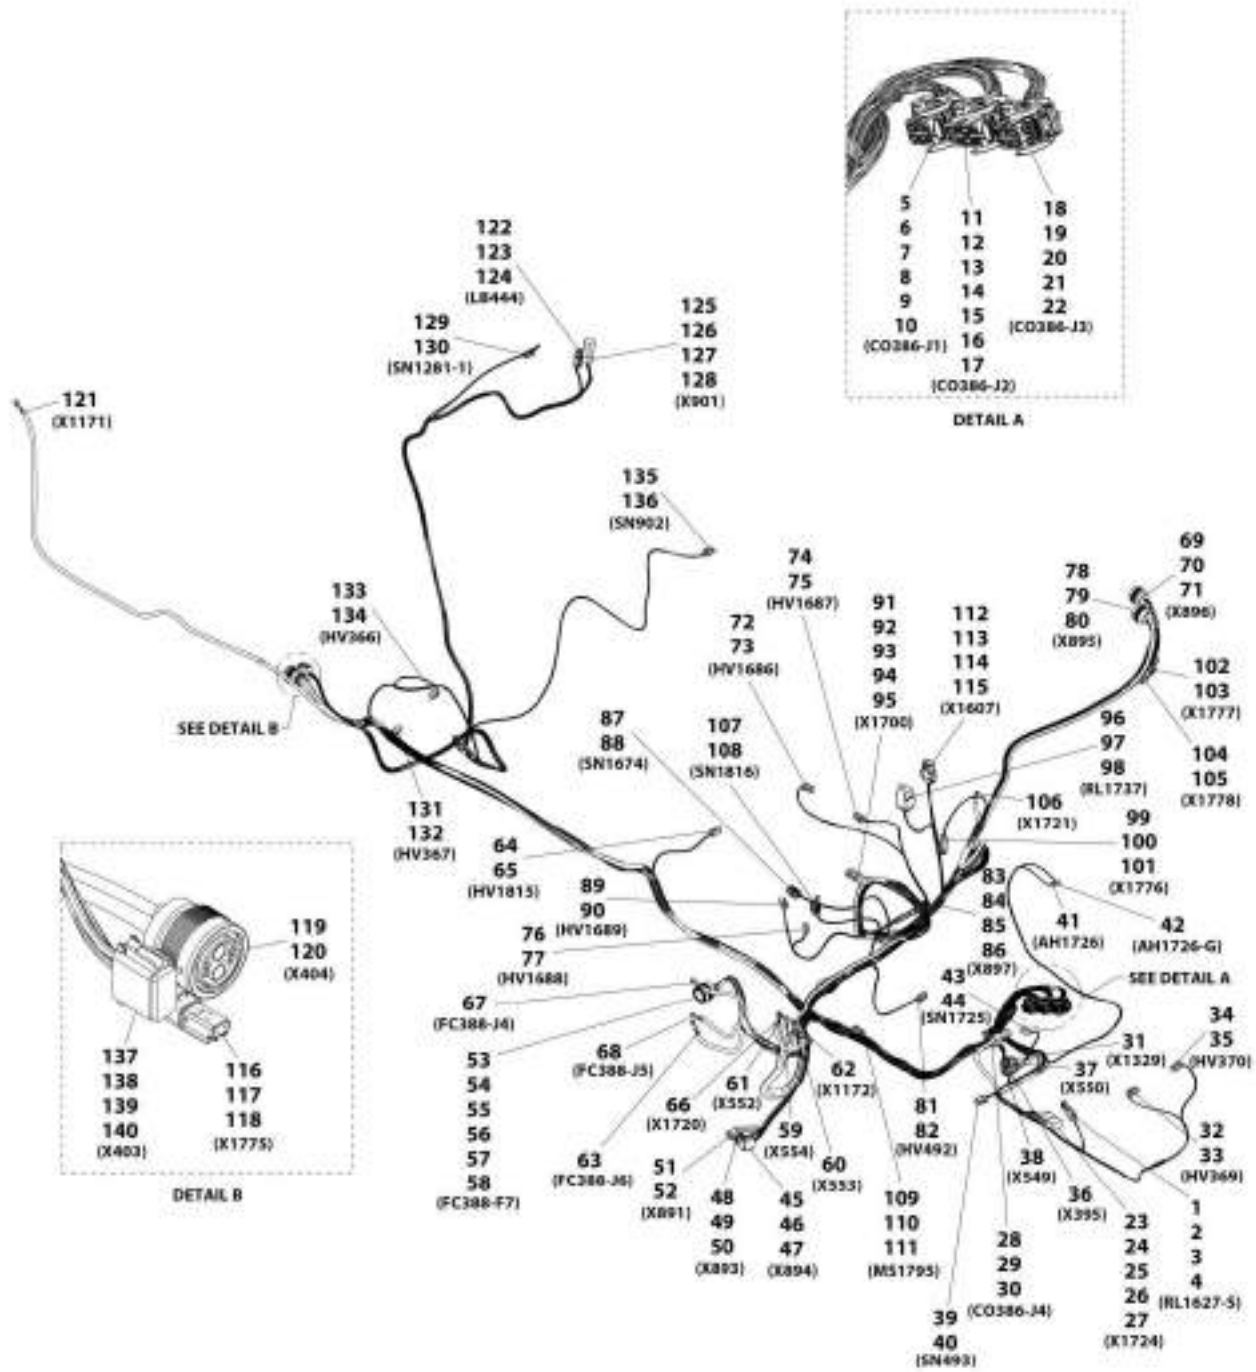 5
6
7
8
9
10
(CO386-J1)
11
12
13
14
15
16
17
(CO386-J2)
18
19
20
21
22
(CO386-J3)
DETAIL A
122
123
124
(LB444)
129
130
(SN1281-1)
125
126
127
128
(X901)
121
(X1171)
135
136
(SN902)
133
134
(HV366)
SEE DETAIL B
131
132
(HV367)
74
75
(HV1687)
72
73
(HV1686)
91
92
93
94
95
(X1700)
112
113
114
115
(X1607)
78
79
80
(X895)
69
70
71
(X896)
102
103
(X1777)
104
105
(X1778)
87
88
(SN1674)
107
108
(SN1816)
96
97
98
(RL1737)
106
(X1721)
99
100
101
(X1776)
64
65
(HV1815)
89
90
(HV1689)
76
77
(HV1688)
83
84
85
86
(X897)
41
(AH1726)
42
(AH1726-G)
SEE DETAIL A
43
44
(SN1725)
67
(FC388-J4)
68
(FC388-J5)
53
54
55
56
57
58
(FC388-F7)
63
(FC388-J6)
66
(X1720)
61
(X552)
62
(X1172)
59
(X554)
60
(X553)
51
52
(X891)
48
49
50
(X893)
45
46
47
(X894)
81
82
(HV492)
109
110
111
(MS1795)
31
(X1329)
37
(X550)
34
35
(HV370)
32
33
(HV369)
38
(X549)
36
(X395)
28
29
30
(CO386-J4)
39
40
(SN493)
23
24
25
26
27
(X1724)
1
2
3
4
(RL1627-5)
119
120
(X404)
137
138
139
140
(X403)
116
117
118
(X1775)
DETAIL B